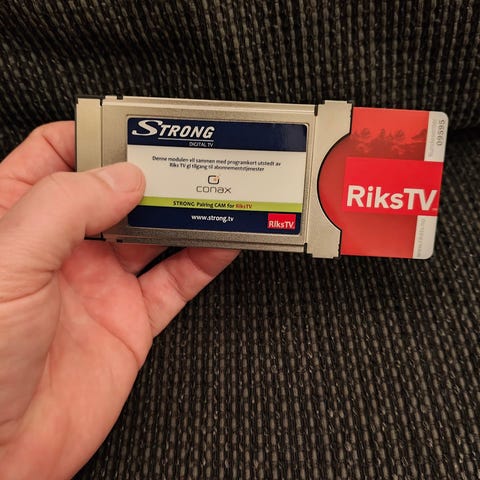 STRONG
DIGITAL TV
Denne modulen vil sammen med programkort utstedt av
Riks TV gi tilgang til abonnementstjenester
conax
STRONG Pairing CAM for RiksTV
www.strong.tv
RiksTV
RiksTV
09595